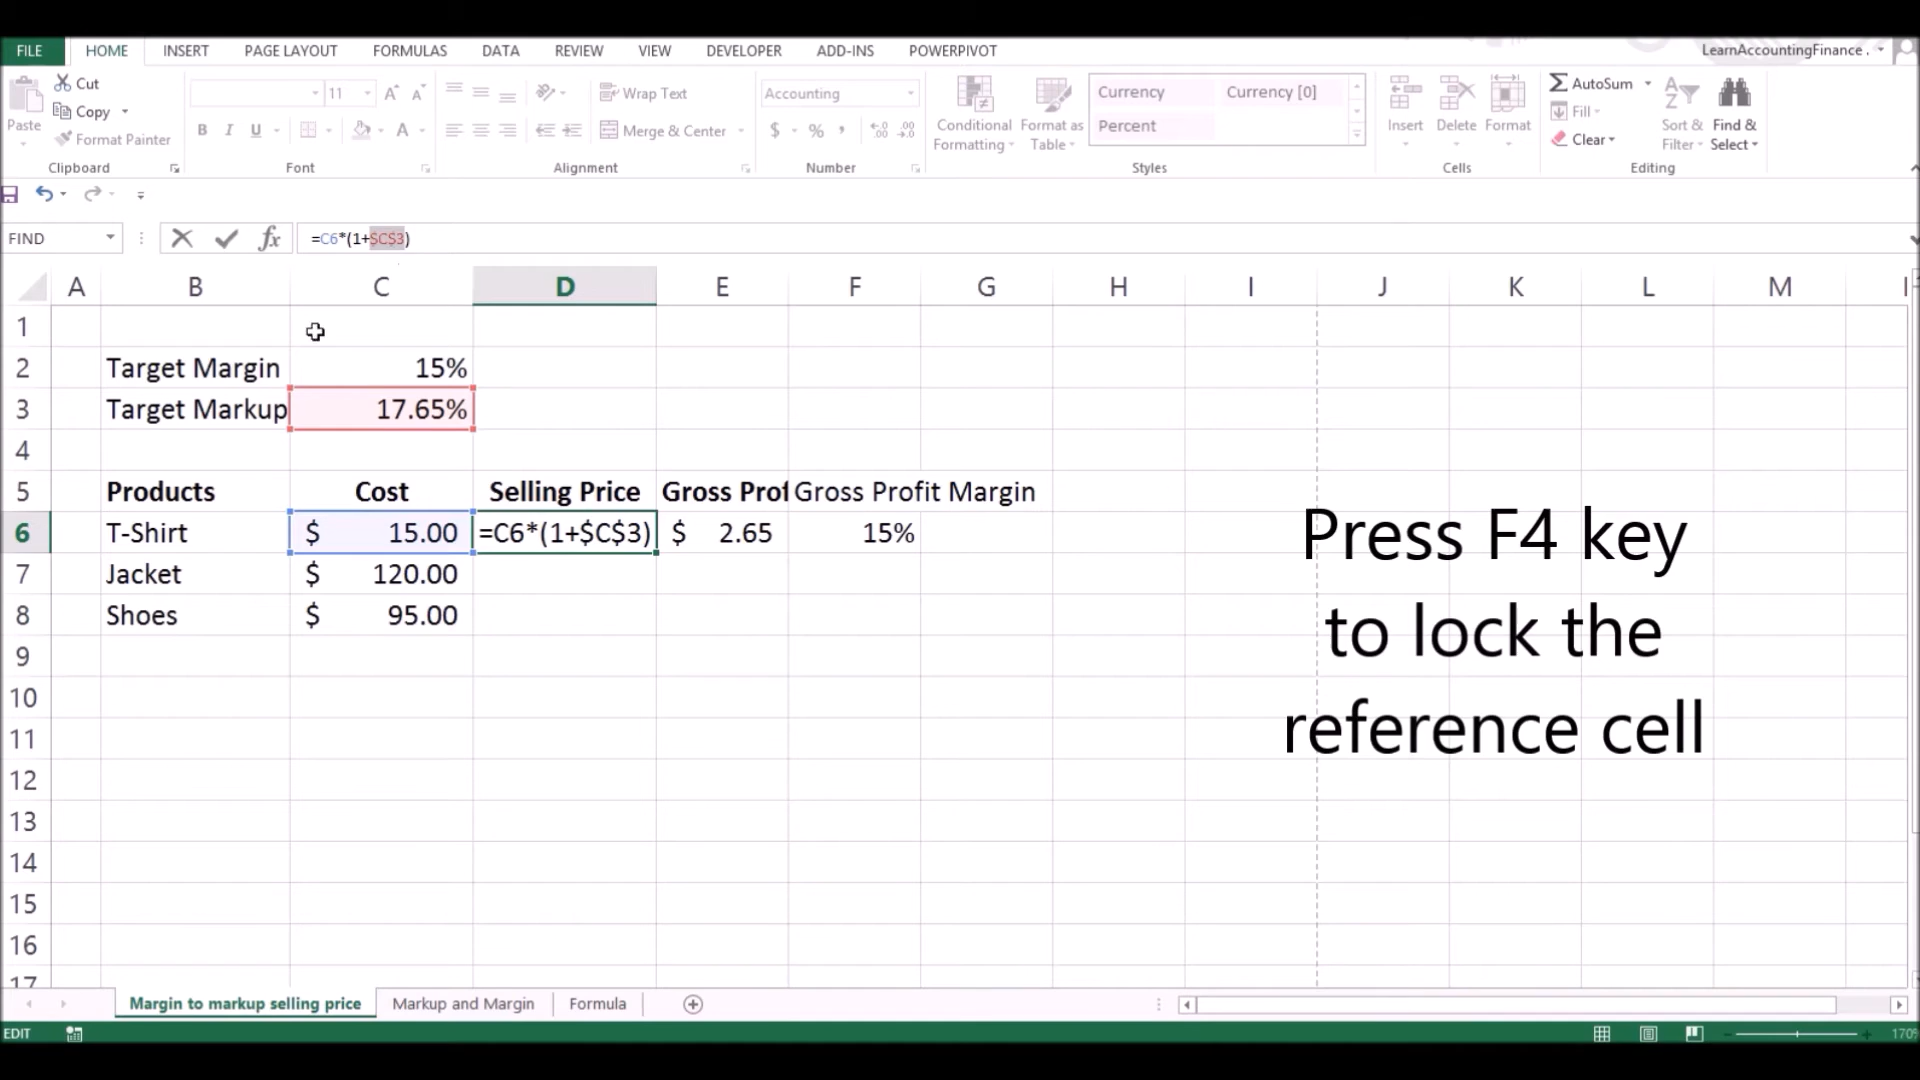 FILE HOME INSERT PAGE LAYOUT FORMULAS DATA REVIEW VIEW DEVELOPER ADD-INS POWERPIVOT LearnAccountingFinance .
Cut
Copy
Format Painter
Paste
Clipboard
11
B I U
Font
Wrap Text
Merge & Center
Alignment
Accounting
$ % ,
Number
Conditional
Formatting
Format as
Table
Currency Currency [0]
Percent
Styles
Insert Delete Format
Cells
AutoSum
Fill
Clear
Sort &
Filter
Find &
Select
Editing
FIND =C6*(1+$C$3)
A B C D E F G H I J K L M
1
2 Target Margin 15%
3 Target Markup 17.65%
4
5 Products Cost Selling Price Gross Prof Gross Profit Margin
6 T-Shirt $ 15.00 =C6*(1+$C$3) $ 2.65 15%
7 Jacket $ 120.00
8 Shoes $ 95.00
9
10
11
12
13
14
15
16
17
Press F4 key
to lock the
reference cell
Margin to markup selling price Markup and Margin Formula
EDIT 170%